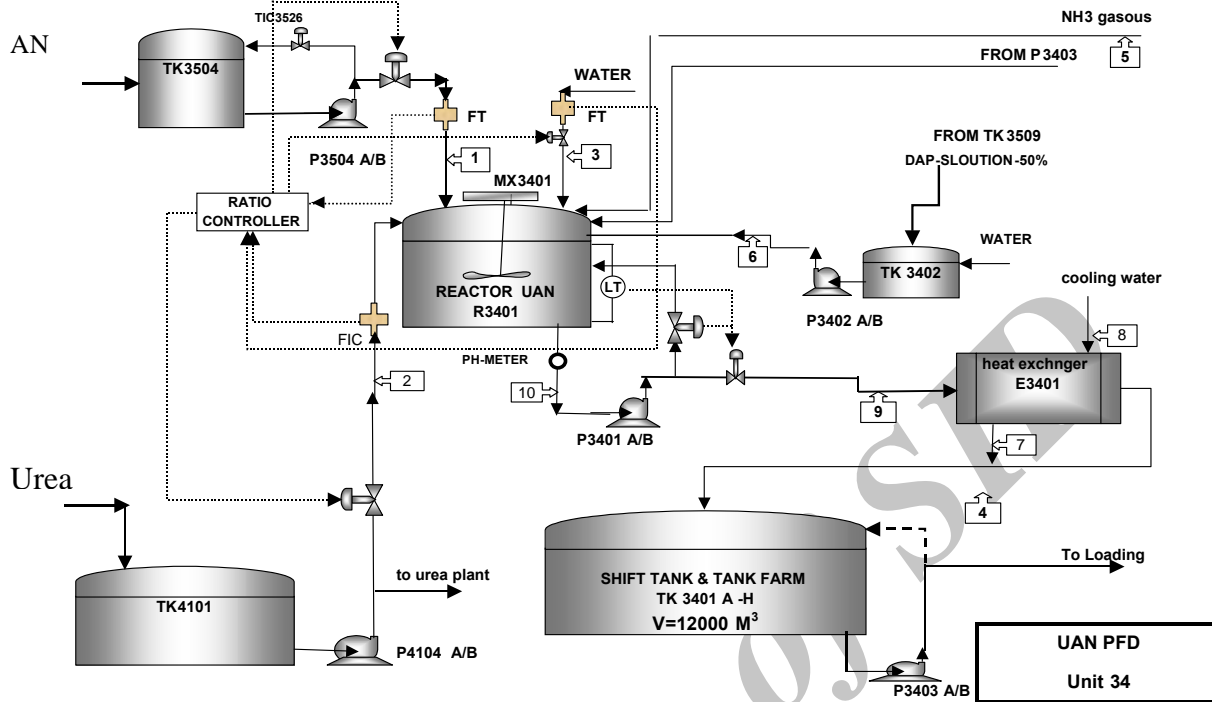 TIC3526
NH3 gasous
AN
TK3504
5
FROM P3403
WATER
FT
FT
FROM TK 3509
DAP-SLOUTION-50%
P3504 A/B
1
3
MX3401
RATIO
CONTROLLER
WATER
6
TK 3402
cooling water
REACTOR UAN
R3401
LT
P3402 A/B
8
FIC
PH-METER
heat exchnger
E3401
2
10
9
P3401 A/B
7
Urea
4
to urea plant
To Loading
SHIFT TANK & TANK FARM
TK 3401 A -H
V=12000 M³
TK4101
P4104 A/B
P3403 A/B
UAN PFD
Unit 34
of SID